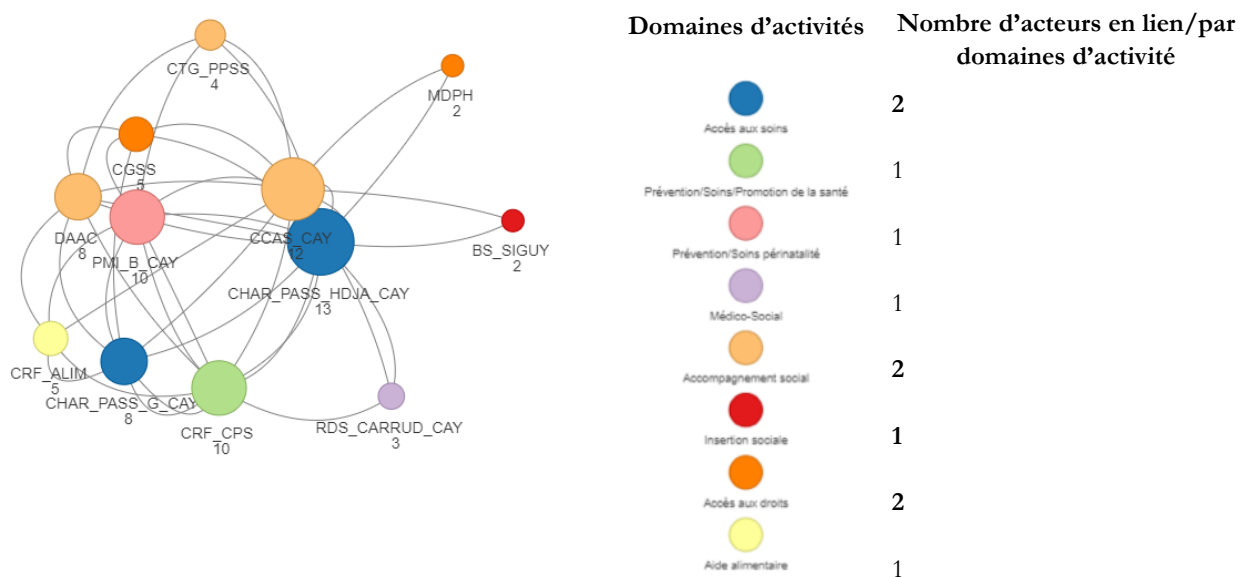 CTG_PPSS
4
MDPH
2
CGSS
5
DAAC
8
PMI_B_CAY
10
CCAS_CAY
12
CHAR_PASS_HDJA_CAY
13
BS_SIGUY
2
CRF_ALIM
5
CHAR_PASS_G_CAY
8
CRF_CPS
10
RDS_CARRUD_CAY
3
Domaines d’activités
Nombre d’acteurs en lien/par
domaines d’activité
Accès aux soins
2
Prévention/Soins/Promotion de la santé
1
Prévention/Soins périnatalité
1
Médico-Social
1
Accompagnement social
2
Insertion sociale
1
Accès aux droits
2
Aide alimentaire
1